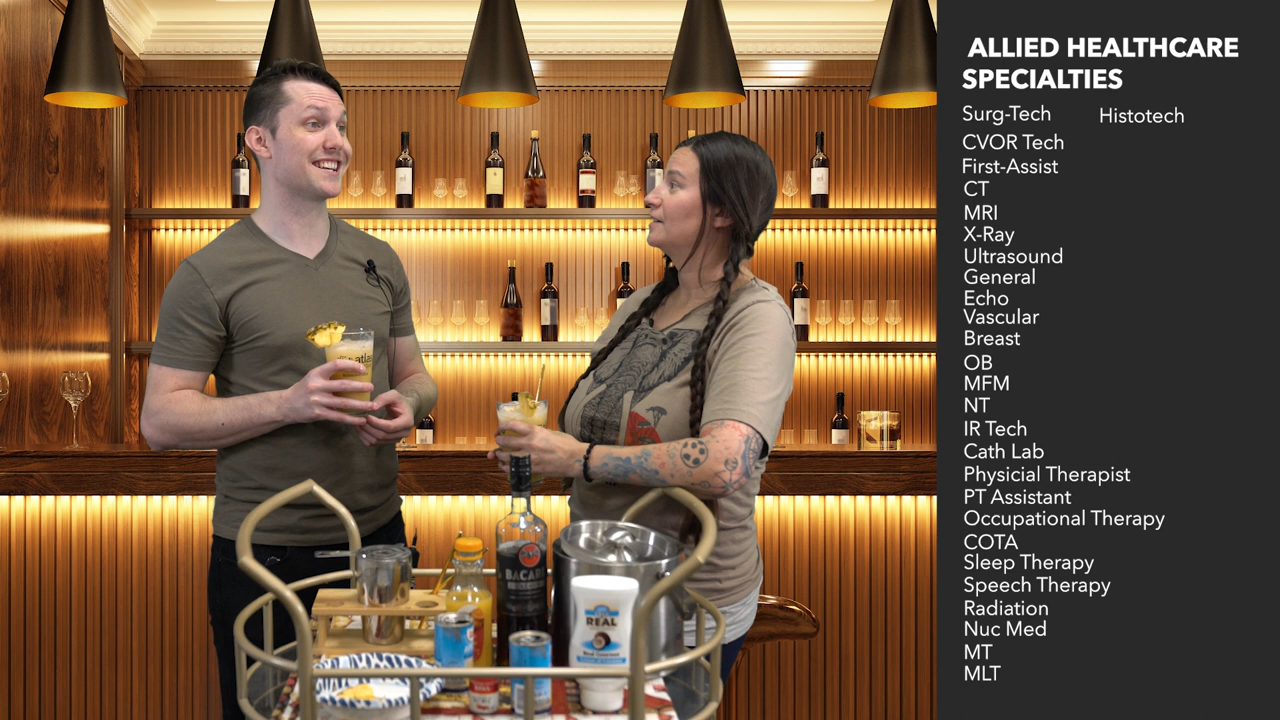 ALLIED HEALTHCARE
SPECIALTIES
Surg-Tech
Histotech
CVOR Tech
First-Assist
CT
MRI
X-Ray
Ultrasound
General
Echo
Vascular
Breast
OB
MFM
NT
IR Tech
Cath Lab
Physicial Therapist
PT Assistant
Occupational Therapy
COTA
Sleep Therapy
Speech Therapy
Radiation
Nuc Med
MT
MLT
BACARDÍ
REAL